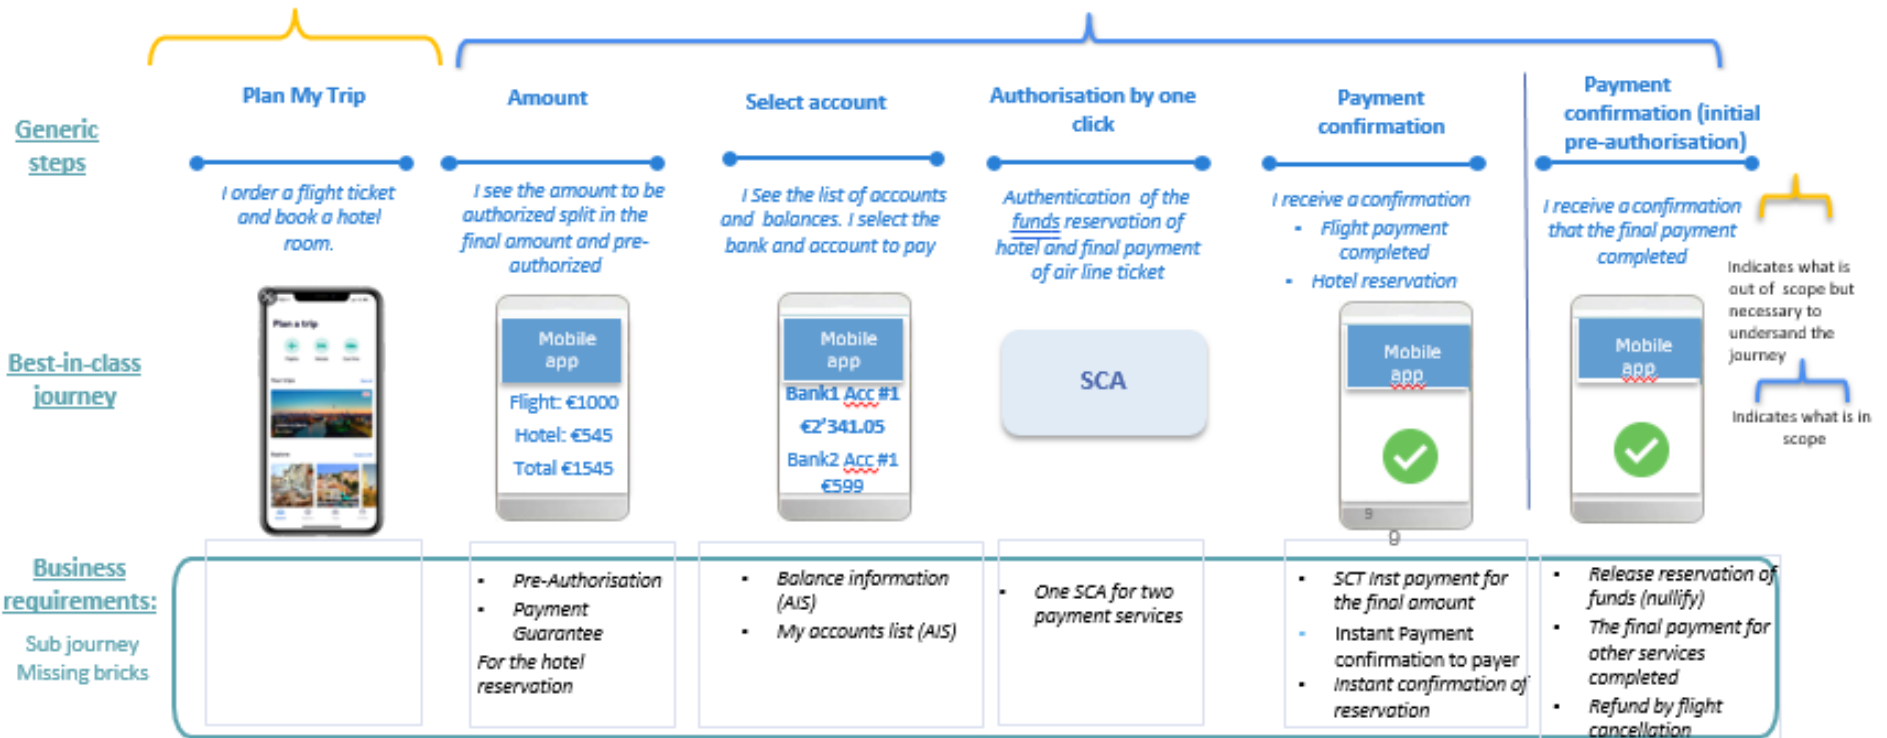 Plan My Trip
Amount
Select account
Authorisation by one
click
Payment
confirmation
Payment
confirmation (initial
pre-authorisation)
Generic
steps
I order a flight ticket
and book a hotel
room.
I see the amount to be
authorized split in the
final amount and pre-
authorized
I See the list of accounts
and balances. I select the
bank and account to pay
Authentication of the
funds reservation of
hotel and final payment
of air line ticket
I receive a confirmation
▪ Flight payment
completed
▪ Hotel reservation
I receive a confirmation
that the final payment
completed
Indicates what is
out of scope but
necessary to
undersand the
journey
Indicates what is in
scope
Best-in-class
journey
Plan a trip
Mobile
app
Flight: €1000
Hotel: €545
Total €1545
Mobile
app
Bank1 Acc #1
€2'341.05
Bank2 Acc #1
€599
SCA
Mobile
app
9
9
Mobile
app
Business
requirements:
Sub journey
Missing bricks
▪ Pre-Authorisation
▪ Payment
Guarantee
For the hotel
reservation
▪ Balance information
(AIS)
▪ My accounts list (AIS)
▪ One SCA for two
payment services
▪ SCT Inst payment for
the final amount
▪ Instant Payment
confirmation to payer
▪ Instant confirmation of
reservation
▪ Release reservation of
funds (nullify)
▪ The final payment for
other services
completed
▪ Refund by flight
cancellation